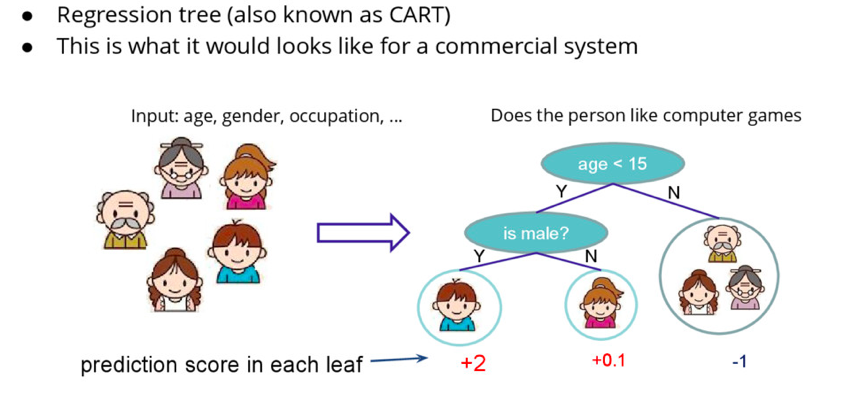 ● Regression tree (also known as CART)
● This is what it would looks like for a commercial system
Input: age, gender, occupation, ...
Does the person like computer games
age < 15
Y
N
is male?
Y
N
prediction score in each leaf
+2
+0.1
-1